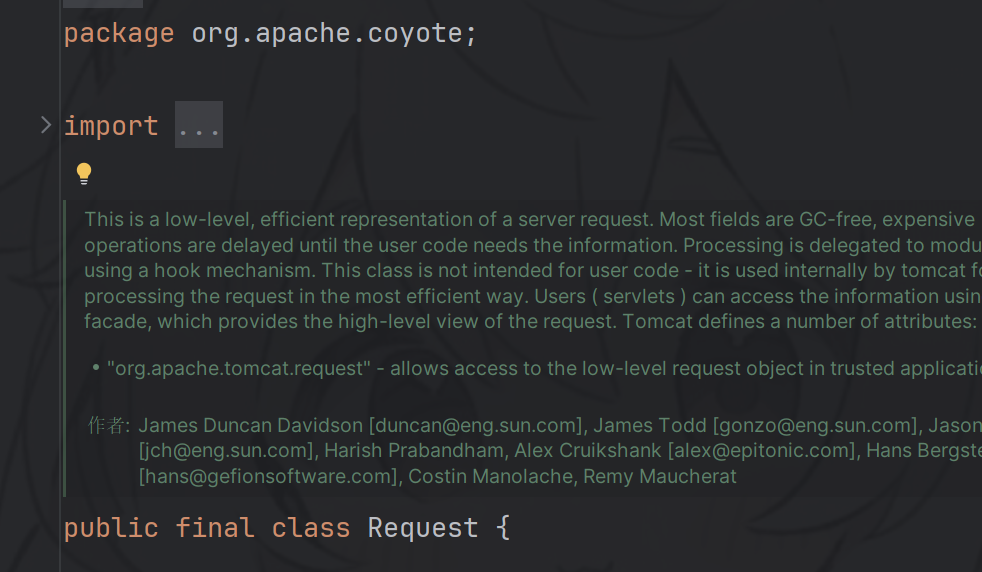 package org.apache.coyote;
import ...
This is a low-level, efficient representation of a server request. Most fields are GC-free, expensive
operations are delayed until the user code needs the information. Processing is delegated to modu
using a hook mechanism. This class is not intended for user code - it is used internally by tomcat fo
processing the request in the most efficient way. Users ( servlets ) can access the information usin
facade, which provides the high-level view of the request. Tomcat defines a number of attributes:
• "org.apache.tomcat.request" - allows access to the low-level request object in trusted applicati
作者: James Duncan Davidson [duncan@eng.sun.com], James Todd [gonzo@eng.sun.com], Jason
[jch@eng.sun.com], Harish Prabandham, Alex Cruikshank [alex@epitonic.com], Hans Bergste
[hans@gefionsoftware.com], Costin Manolache, Remy Maucherat
public final class Request {